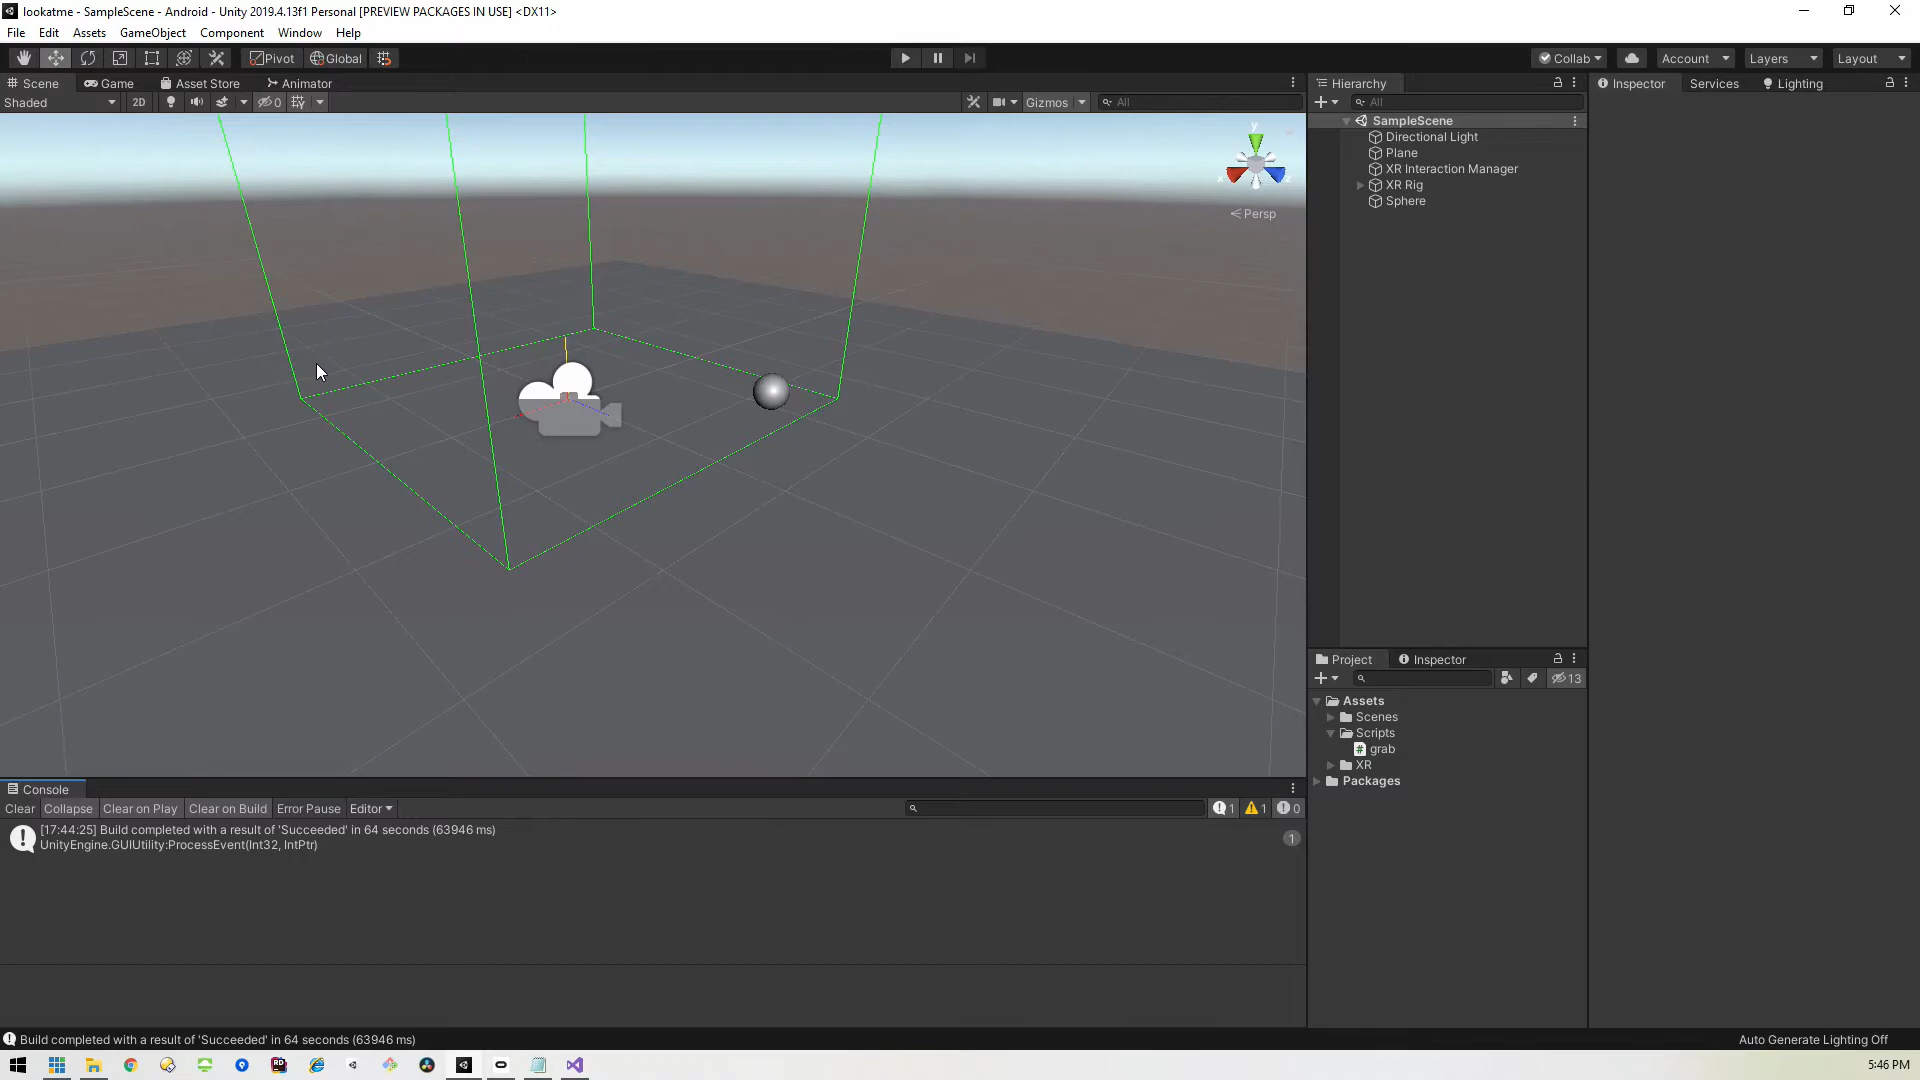 lookatme - SampleScene - Android - Unity 2019.4.13f1 Personal [PREVIEW PACKAGES IN USE] <DX11>
File Edit Assets GameObject Component Window Help
Pivot Global Collab Account Layers Layout
Scene Game Asset Store Animator
Shaded 2D 0 Gizmos All
y
x
z
Persp
Hierarchy
All
SampleScene
Directional Light
Plane
XR Interaction Manager
XR Rig
Sphere
Inspector Services Lighting
Project Inspector
13
Assets
Scenes
Scripts
# grab
XR
Packages
Console
Clear Collapse Clear on Play Clear on Build Error Pause Editor 1 1 0
[17:44:25] Build completed with a result of 'Succeeded' in 64 seconds (63946 ms)
UnityEngine.GUIUtility:ProcessEvent(Int32, IntPtr)
1
Build completed with a result of 'Succeeded' in 64 seconds (63946 ms)
Auto Generate Lighting Off
RD
5:46 PM